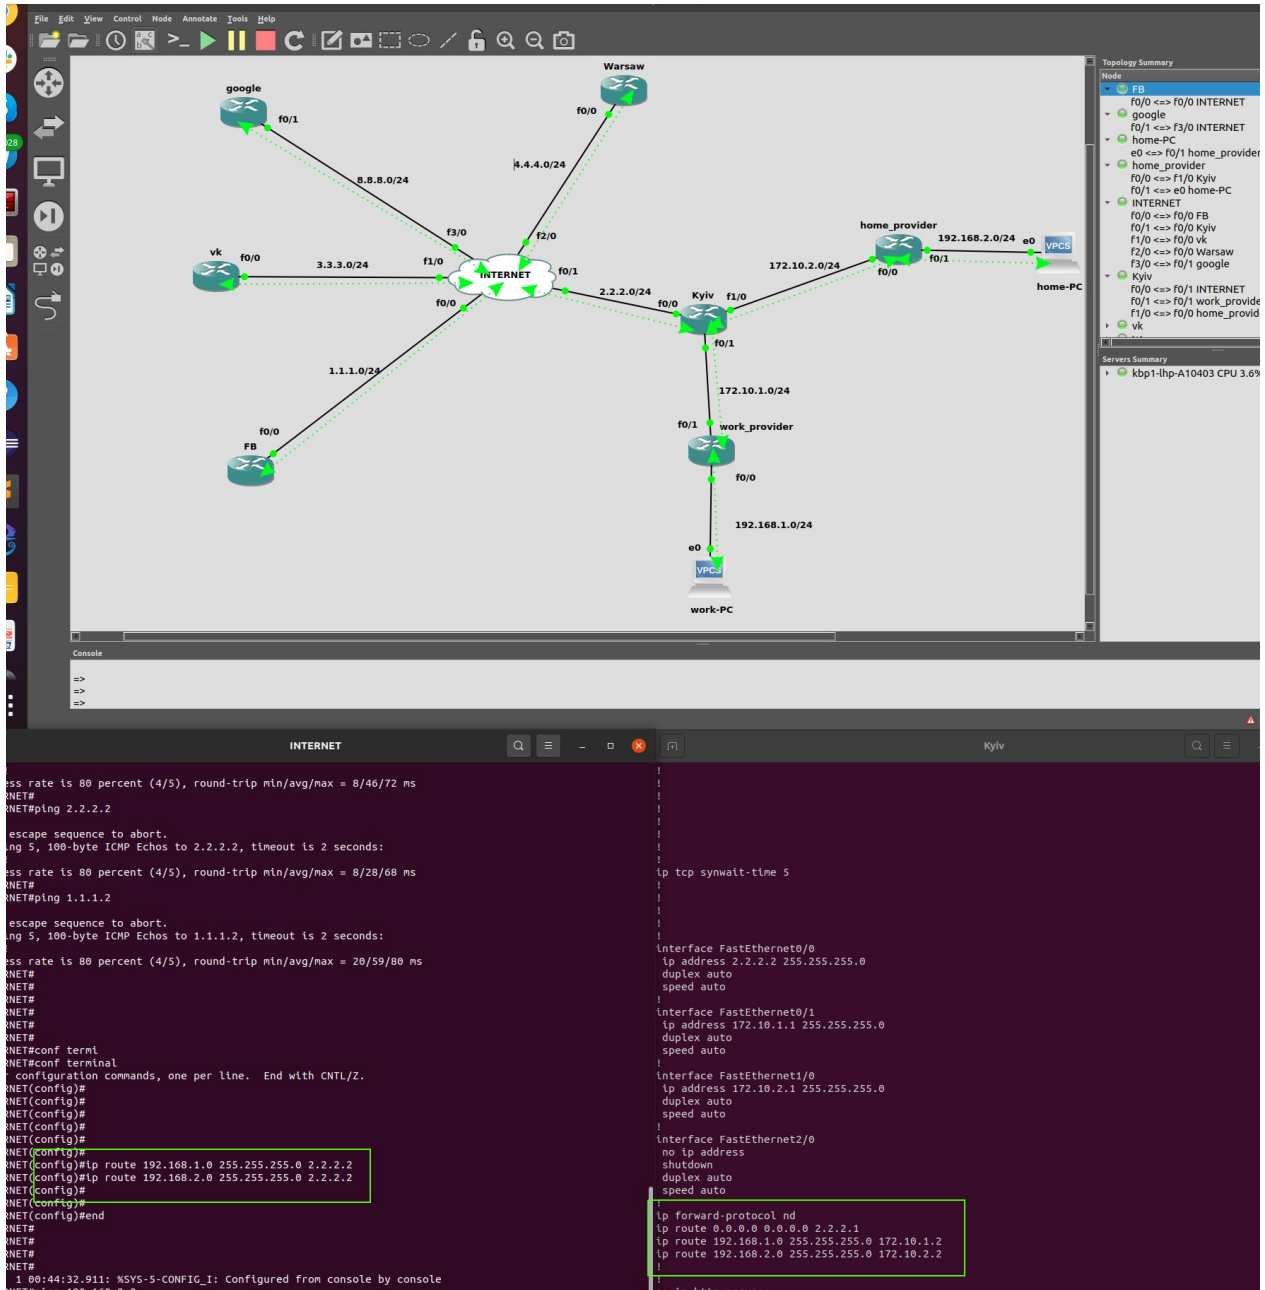 File Edit View Control Node Annotate Tools Help
Topology Summary
Node
FB
f0/0 <=> f0/0 INTERNET
google
f0/1 <=> f3/0 INTERNET
home-PC
e0 <=> f0/1 home_provider
home_provider
f0/0 <=> f1/0 Kyiv
f0/1 <=> e0 home-PC
INTERNET
f0/0 <=> f0/0 FB
f0/1 <=> f0/0 Kyiv
f1/0 <=> f0/0 vk
f2/0 <=> f0/0 Warsaw
f3/0 <=> f0/1 google
Kyiv
f0/0 <=> f0/1 INTERNET
f0/1 <=> f0/1 work_provide
f1/0 <=> f0/0 home_provid
vk
Servers Summary
kbp1-lhp-A10403 CPU 3.6%
Warsaw
google
f0/0
f0/1
4.4.4.0/24
8.8.8.0/24
home_provider
f3/0
f2/0
192.168.2.0/24
e0
VPCS
vk
f0/0
f1/0
3.3.3.0/24
INTERNET
f0/1
172.10.2.0/24
f0/0
f0/1
home-PC
2.2.2.0/24
f0/0
f0/0
Kyiv
f1/0
f0/1
1.1.1.0/24
172.10.1.0/24
f0/0
FB
f0/1
work_provider
f0/0
192.168.1.0/24
e0
VPCS
work-PC
Console
=>
=>
=>
INTERNET
ess rate is 80 percent (4/5), round-trip min/avg/max = 8/46/72 ms
RNET#
RNET#ping 2.2.2.2
escape sequence to abort.
ing 5, 100-byte ICMP Echos to 2.2.2.2, timeout is 2 seconds:
!
ess rate is 80 percent (4/5), round-trip min/avg/max = 8/28/68 ms
RNET#
RNET#ping 1.1.1.2
escape sequence to abort.
ing 5, 100-byte ICMP Echos to 1.1.1.2, timeout is 2 seconds:
!
ess rate is 80 percent (4/5), round-trip min/avg/max = 20/59/80 ms
RNET#
RNET#
RNET#
RNET#
RNET#
RNET#
RNET#conf termi
RNET#conf terminal
r configuration commands, one per line.  End with CNTL/Z.
RNET(config)#
RNET(config)#
RNET(config)#
RNET(config)#
RNET(config)#
RNET(config)#
RNET(config)#ip route 192.168.1.0 255.255.255.0 2.2.2.2
RNET(config)#ip route 192.168.2.0 255.255.255.0 2.2.2.2
RNET(config)#
RNET(config)#
RNET(config)#end
RNET#
RNET#
RNET#
RNET#
1 00:44:32.911: %SYS-5-CONFIG_I: Configured from console by console
Kyiv
!
!
!
!
!
!
!
!
ip tcp synwait-time 5
!
!
!
!
!
interface FastEthernet0/0
ip address 2.2.2.2 255.255.255.0
duplex auto
speed auto
!
interface FastEthernet0/1
ip address 172.10.1.1 255.255.255.0
duplex auto
speed auto
!
interface FastEthernet1/0
ip address 172.10.2.1 255.255.255.0
duplex auto
speed auto
!
interface FastEthernet2/0
no ip address
shutdown
duplex auto
speed auto
!
ip forward-protocol nd
ip route 0.0.0.0 0.0.0.0 2.2.2.1
ip route 192.168.1.0 255.255.255.0 172.10.1.2
ip route 192.168.2.0 255.255.255.0 172.10.2.2
!
!